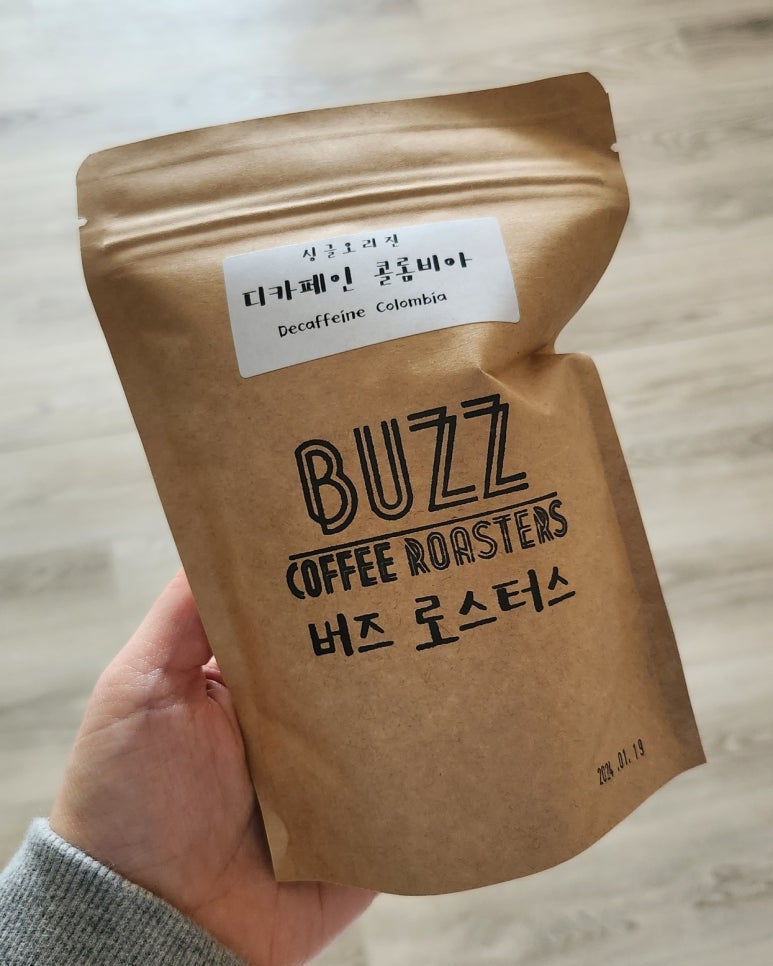 싱글오리진
디카페인 콜롬비아
Decaffeine Colombia
BUZZ
COFFEE ROASTERS
버즈 로스터스
2024.01.19